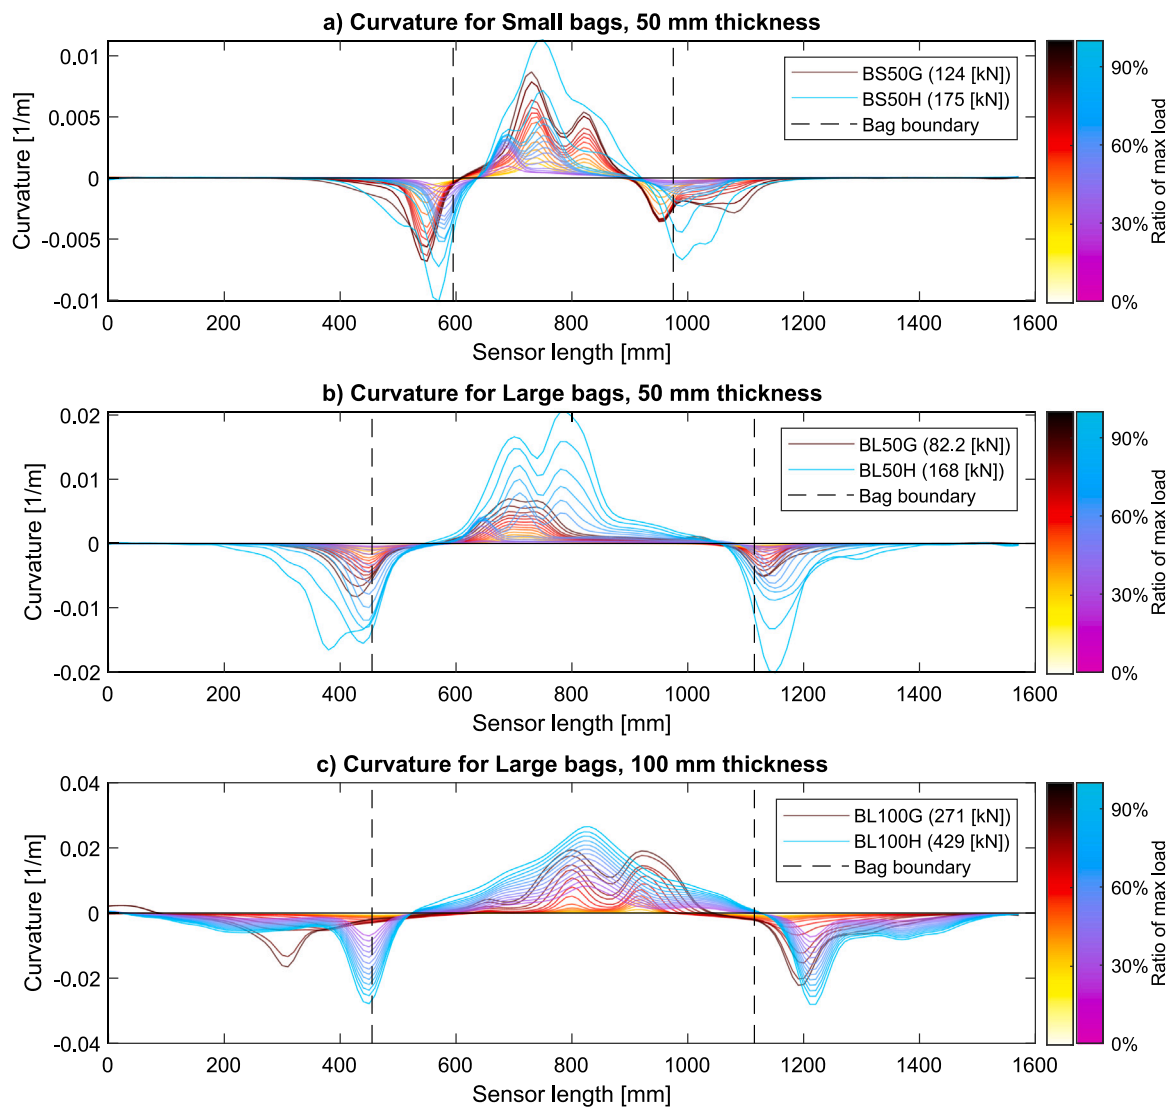 a) Curvature for Small bags, 50 mm thickness
Curvature [1/m]
0.01
0.005
0
-0.005
-0.01
0 200 400 600 800 1000 1200 1400 1600
Sensor length [mm]
BS50G (124 [kN])
BS50H (175 [kN])
Bag boundary
90%
60%
30%
0%
Ratio of max load
b) Curvature for Large bags, 50 mm thickness
Curvature [1/m]
0.02
0.01
0
-0.01
-0.02
0 200 400 600 800 1000 1200 1400 1600
Sensor length [mm]
BL50G (82.2 [kN])
BL50H (168 [kN])
Bag boundary
90%
60%
30%
0%
Ratio of max load
c) Curvature for Large bags, 100 mm thickness
Curvature [1/m]
0.04
0.02
0
-0.02
-0.04
0 200 400 600 800 1000 1200 1400 1600
Sensor length [mm]
BL100G (271 [kN])
BL100H (429 [kN])
Bag boundary
90%
60%
30%
0%
Ratio of max load